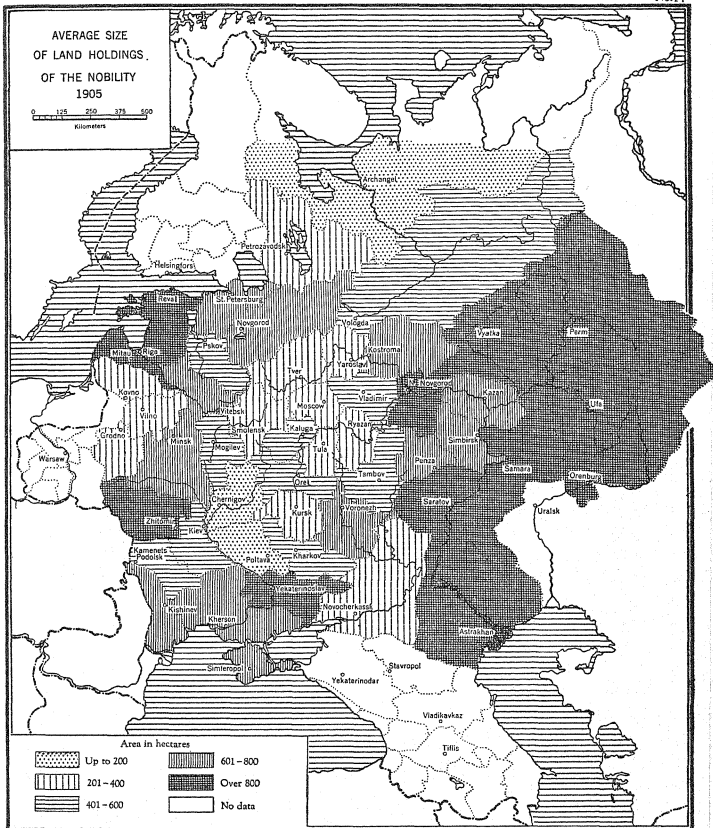 AVERAGE SIZE
OF LAND HOLDINGS
OF THE NOBILITY
1905
0 125 250 375 500
Kilometers
Archangel
Petrozavodsk
Helsingfors
Reval
St. Petersburg
Novgorod
Vologda
Vyatka
Perm
Pskov
Kostroma
Mitau
Riga
Yaroslavl
Tver
N. Novgorod
Kazan
Kovno
Vitebsk
Moscow
Vladimir
Ufa
Vilno
Smolensk
Kaluga
Ryazan
Grodno
Minsk
Simbirsk
Mogilev
Tula
Warsaw
Penza
Samara
Tambov
Orel
Orenburg
Chernigov
Saratov
Kursk
Voronezh
Uralsk
Zhitomir
Kiev
Kamenets
Podolsk
Poltava
Kharkov
Yekaterinoslav
Kishinev
Novocherkassk
Kherson
Astrakhan
Simferopol
Stavropol
Yekaterinodar
Vladikavkaz
Tiflis
Area in hectares
Up to 200
601–800
201–400
Over 800
401–600
No data